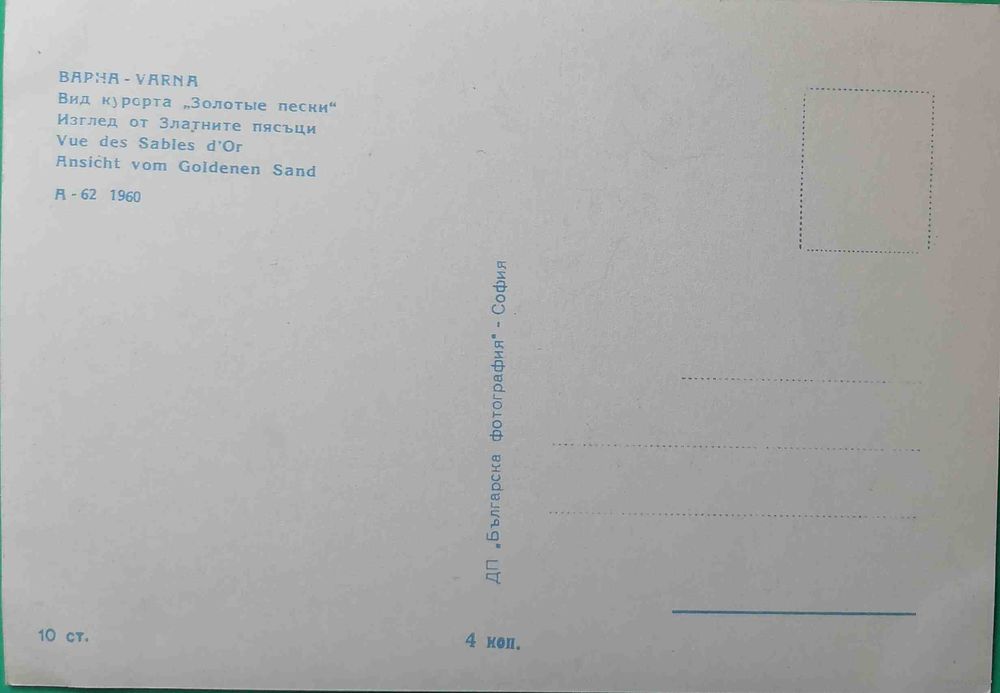 ВАРНА - VARNA
Вид курорта „Золотые пески“
Изглед от Златните пясъци
Vue des Sables d'Or
Ansicht vom Goldenen Sand
А - 62 1960
ДП „Българска фотография“ - София
10 ст.
4 коп.